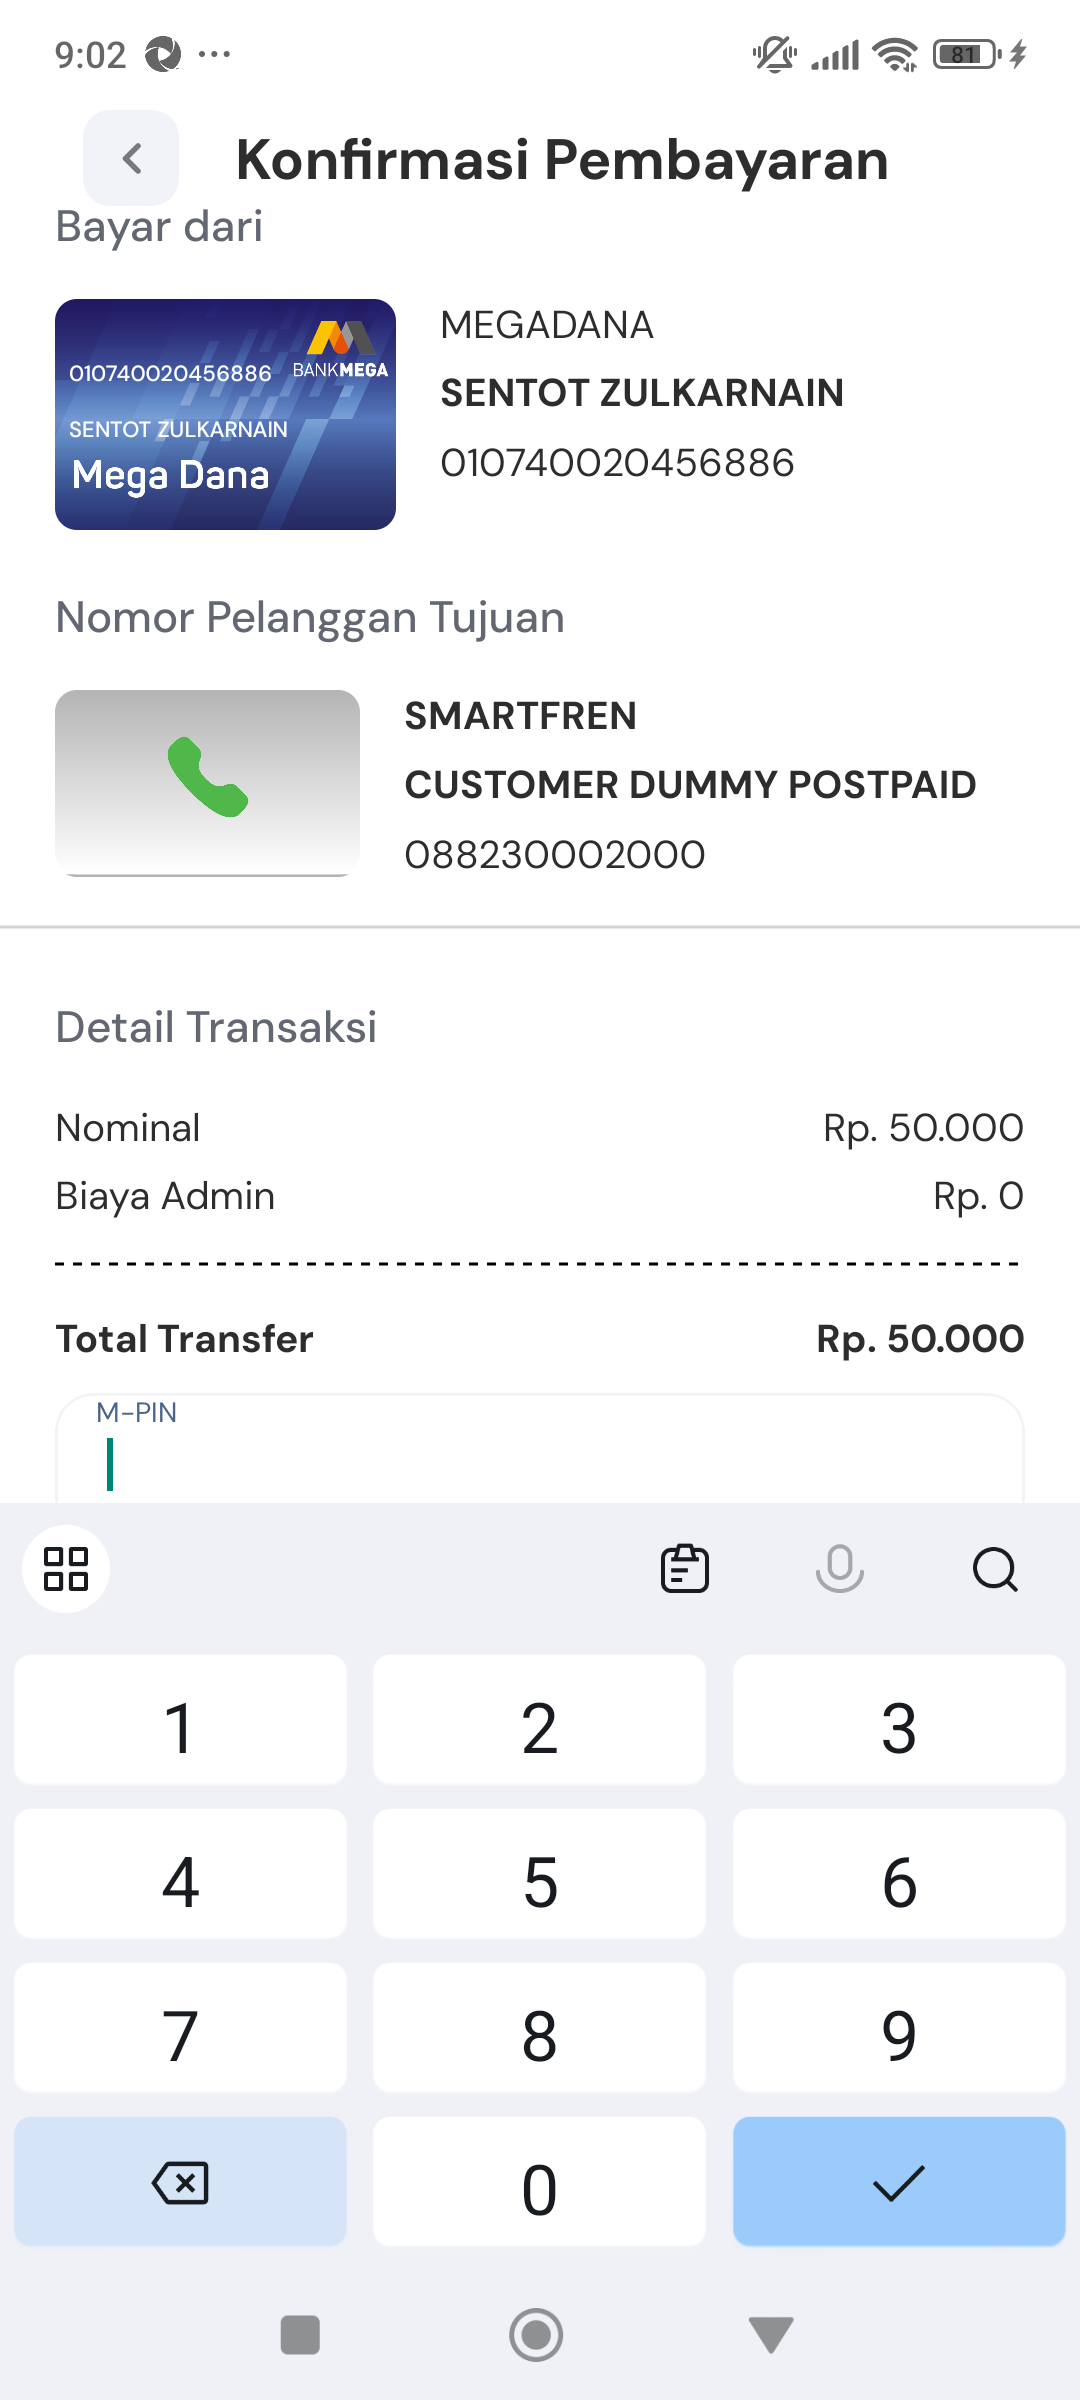 9:02
81
Konfirmasi Pembayaran
Bayar dari
010740020456886
BANKMEGA
SENTOT ZULKARNAIN
Mega Dana
MEGADANA
SENTOT ZULKARNAIN
010740020456886
Nomor Pelanggan Tujuan
SMARTFREN
CUSTOMER DUMMY POSTPAID
088230002000
Detail Transaksi
Nominal Rp. 50.000
Biaya Admin Rp. 0
Total Transfer Rp. 50.000
M-PIN
1 2 3
4 5 6
7 8 9
0